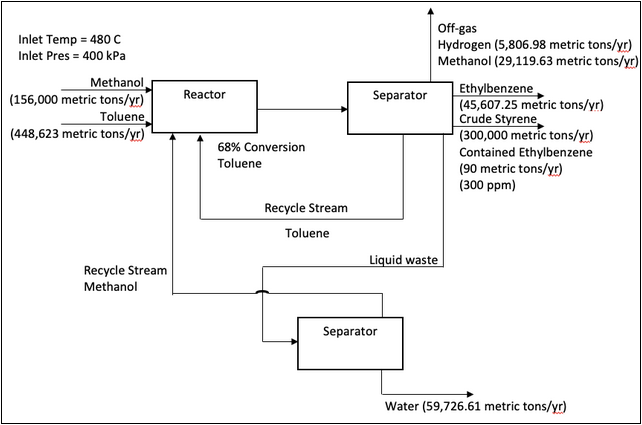 Inlet Temp = 480 C
Inlet Pres = 400 kPa
Off-gas
Hydrogen (5,806.98 metric tons/yr)
Methanol (29,119.63 metric tons/yr)
Methanol
(156,000 metric tons/yr)
Toluene
(448,623 metric tons/yr)
Reactor
Separator
Ethylbenzene
(45,607.25 metric tons/yr)
Crude Styrene
(300,000 metric tons/yr)
Contained Ethylbenzene
(90 metric tons/yr)
(300 ppm)
68% Conversion
Toluene
Recycle Stream
Toluene
Liquid waste
Recycle Stream
Methanol
Separator
Water (59,726.61 metric tons/yr)